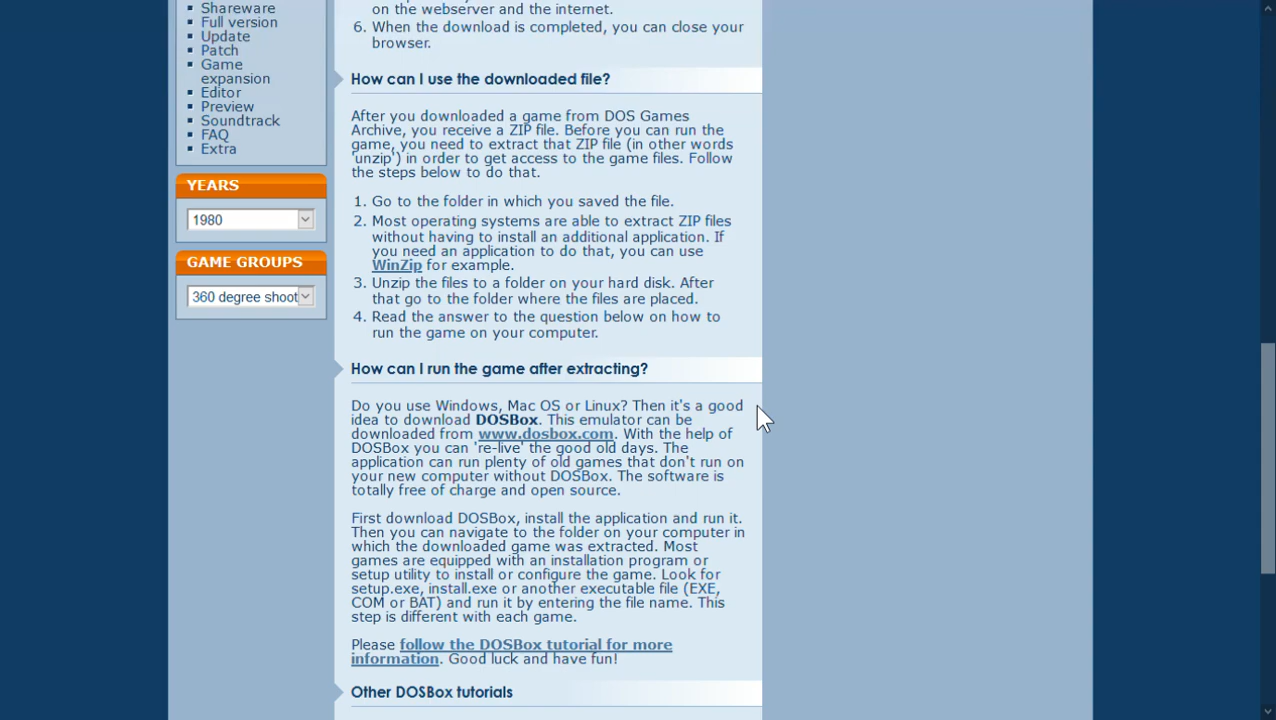 Shareware
Full version
Update
Patch
Game
expansion
Editor
Preview
Soundtrack
FAQ
Extra
YEARS
1980
GAME GROUPS
360 degree shoot
on the webserver and the internet.
6. When the download is completed, you can close your
browser.
How can I use the downloaded file?
After you downloaded a game from DOS Games
Archive, you receive a ZIP file. Before you can run the
game, you need to extract that ZIP file (in other words
'unzip') in order to get access to the game files. Follow
the steps below to do that.
1. Go to the folder in which you saved the file.
2. Most operating systems are able to extract ZIP files
without having to install an additional application. If
you need an application to do that, you can use
WinZip for example.
3. Unzip the files to a folder on your hard disk. After
that go to the folder where the files are placed.
4. Read the answer to the question below on how to
run the game on your computer.
How can I run the game after extracting?
Do you use Windows, Mac OS or Linux? Then it's a good
idea to download DOSBox. This emulator can be
downloaded from www.dosbox.com. With the help of
DOSBox you can 're-live' the good old days. The
application can run plenty of old games that don't run on
your new computer without DOSBox. The software is
totally free of charge and open source.
First download DOSBox, install the application and run it.
Then you can navigate to the folder on your computer in
which the downloaded game was extracted. Most
games are equipped with an installation program or
setup utility to install or configure the game. Look for
setup.exe, install.exe or another executable file (EXE,
COM or BAT) and run it by entering the file name. This
step is different with each game.
Please follow the DOSBox tutorial for more
information. Good luck and have fun!
Other DOSBox tutorials